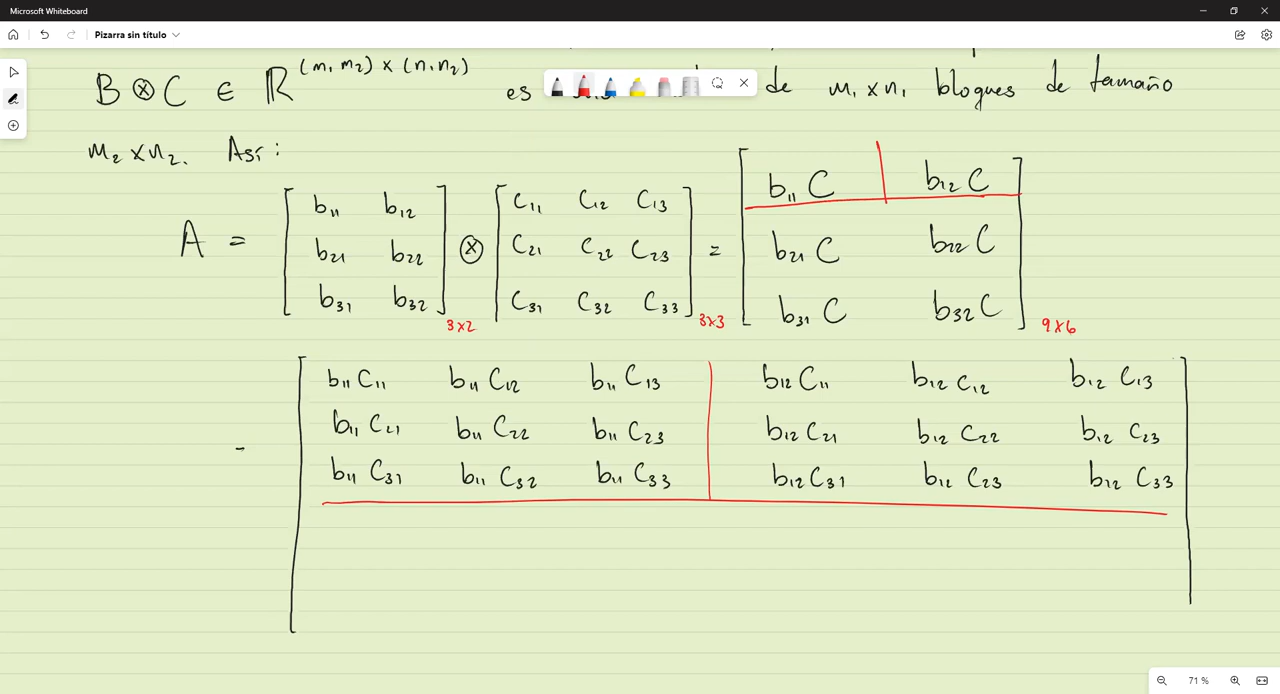 Microsoft Whiteboard
Pizarra sin título
B ⊗ C ∈ ℝ^(m₁m₂)×(n₁n₂) es de m₁×n₁ bloques de tamaño
m₂×n₂. Así:
A = [b₁₁ b₁₂; b₂₁ b₂₂; b₃₁ b₃₂] 3×2 ⊗ [C₁₁ C₁₂ C₁₃; C₂₁ C₂₂ C₂₃; C₃₁ C₃₂ C₃₃] 3×3 = [b₁₁C b₁₂C; b₂₁C b₂₂C; b₃₁C b₃₂C] 9×6
b₁₁C₁₁ b₁₁C₁₂ b₁₁C₁₃ b₁₂C₁₁ b₁₂C₁₂ b₁₂C₁₃
b₁₁C₂₁ b₁₁C₂₂ b₁₁C₂₃ b₁₂C₂₁ b₁₂C₂₂ b₁₂C₂₃
b₁₁C₃₁ b₁₁C₃₂ b₁₁C₃₃ b₁₂C₃₁ b₁₂C₂₃ b₁₂C₃₃
71 %